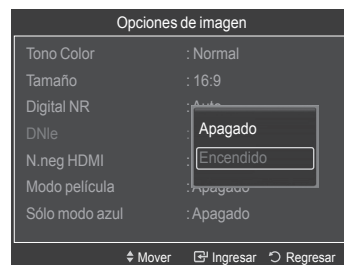 Opciones de imagen
Tono Color : Normal
Tamaño : 16:9
Digital NR :
DNIe :
Apagado
N.neg HDMI :
Encendido
Modo película : Apagado
Sólo modo azul : Apagado
Mover Ingresar Regresar